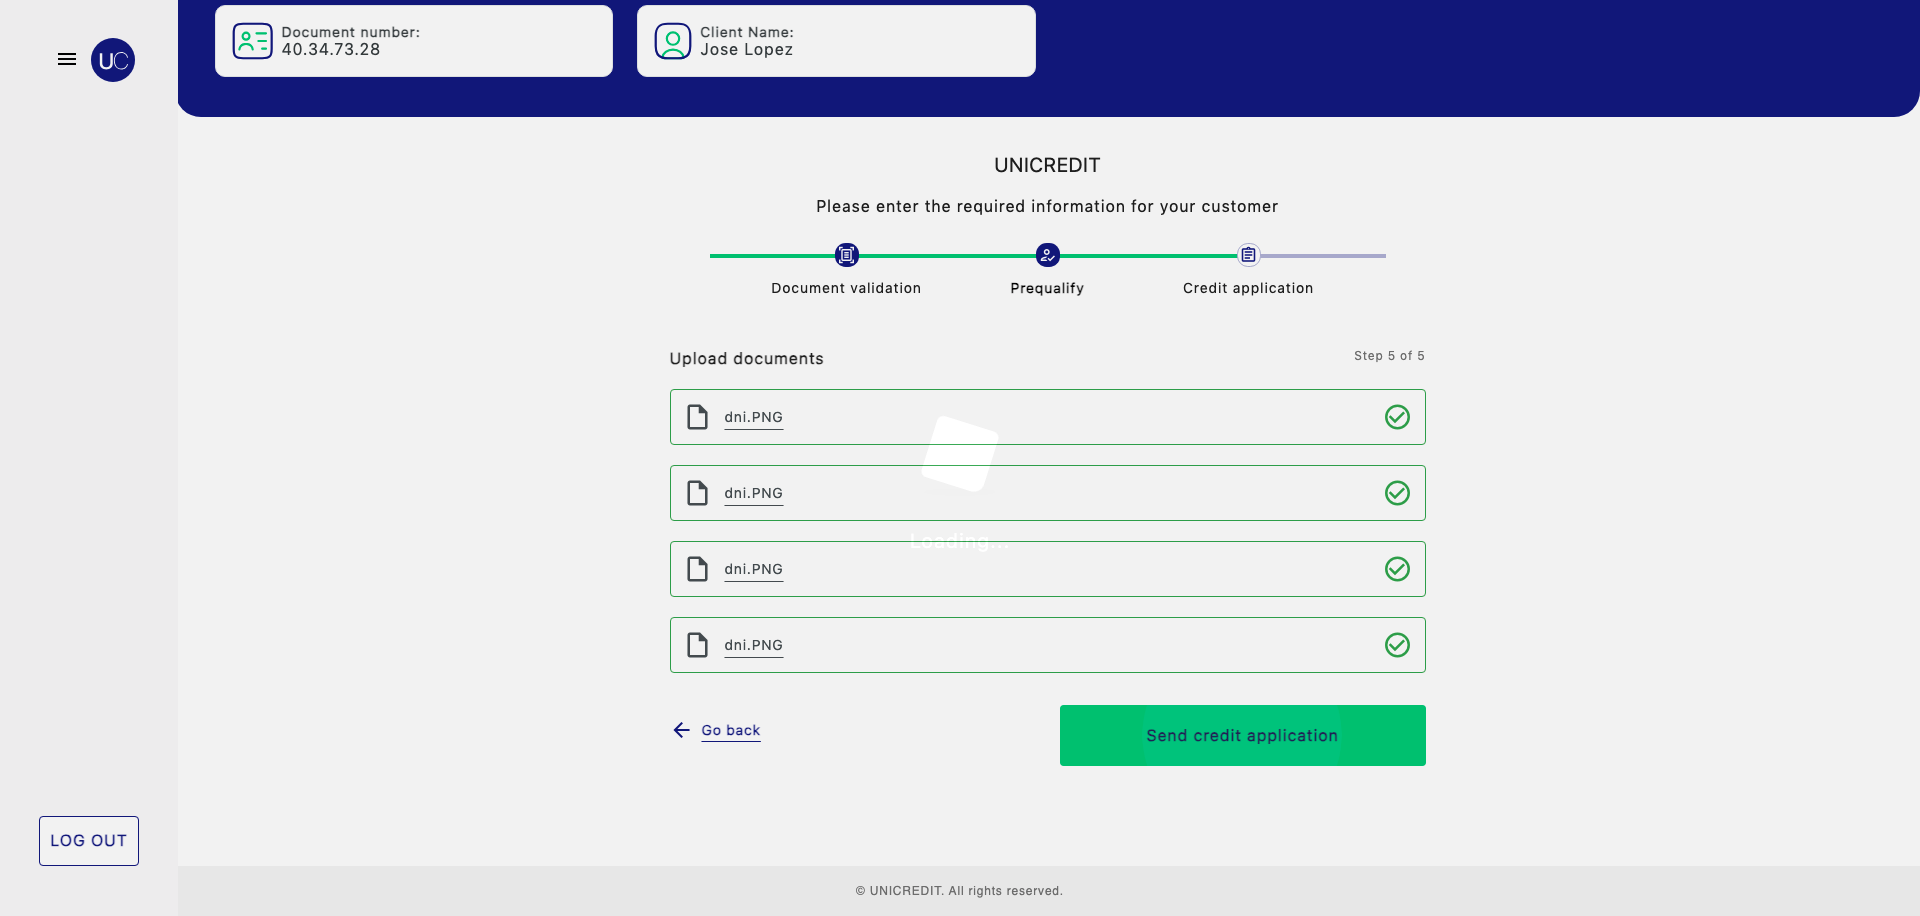 UC
Document number:
40.34.73.28
Client Name:
Jose Lopez
UNICREDIT
Please enter the required information for your customer
Document validation
Prequalify
Credit application
Upload documents
Step 5 of 5
dni.PNG
dni.PNG
Loading...
dni.PNG
dni.PNG
Go back
Send credit application
LOG OUT
© UNICREDIT. All rights reserved.